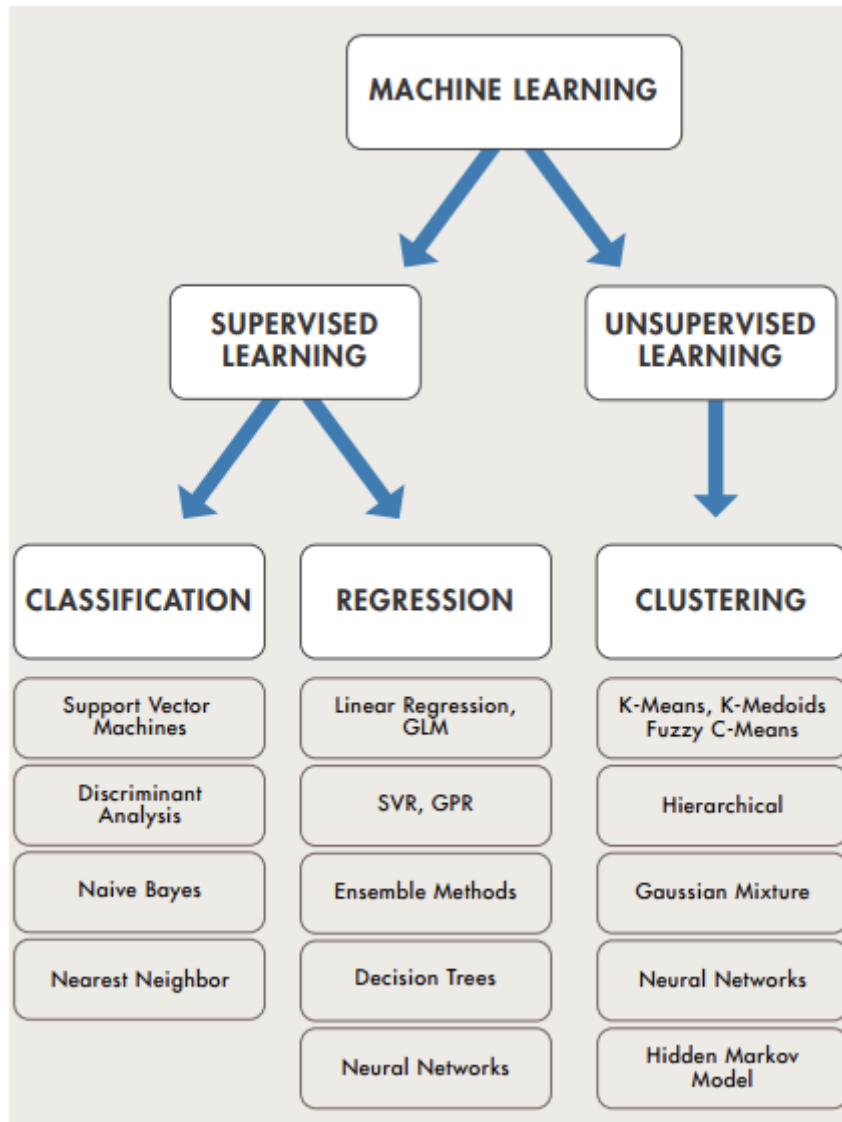 MACHINE LEARNING
SUPERVISED
LEARNING
UNSUPERVISED
LEARNING
CLASSIFICATION
Support Vector
Machines
Discriminant
Analysis
Naive Bayes
Nearest Neighbor
REGRESSION
Linear Regression,
GLM
SVR, GPR
Ensemble Methods
Decision Trees
Neural Networks
CLUSTERING
K-Means, K-Medoids
Fuzzy C-Means
Hierarchical
Gaussian Mixture
Neural Networks
Hidden Markov
Model